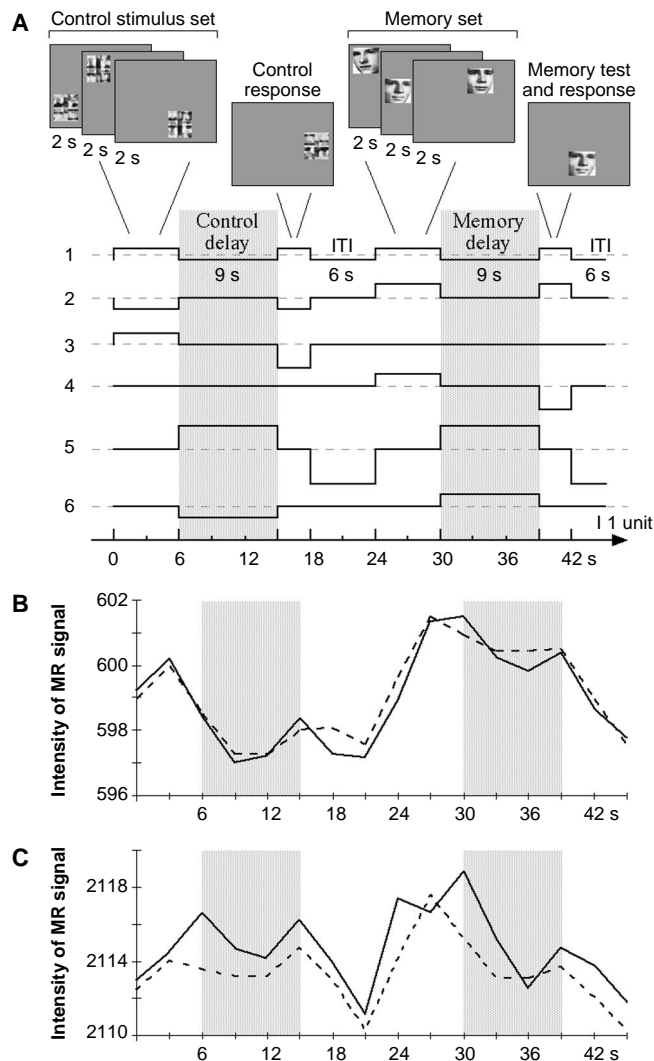 A
Control stimulus set
Memory set
Control
response
Memory test
and response
2 s
2 s
2 s
2 s
2 s
2 s
Control
delay
Memory
delay
1
ITI
ITI
9 s
6 s
9 s
6 s
2
3
4
5
6
I 1 unit
0 6 12 18 24 30 36 42 s
B
Intensity of MR signal
602
600
598
596
6 12 18 24 30 36 42 s
C
Intensity of MR signal
2118
2114
2110
6 12 18 24 30 36 42 s